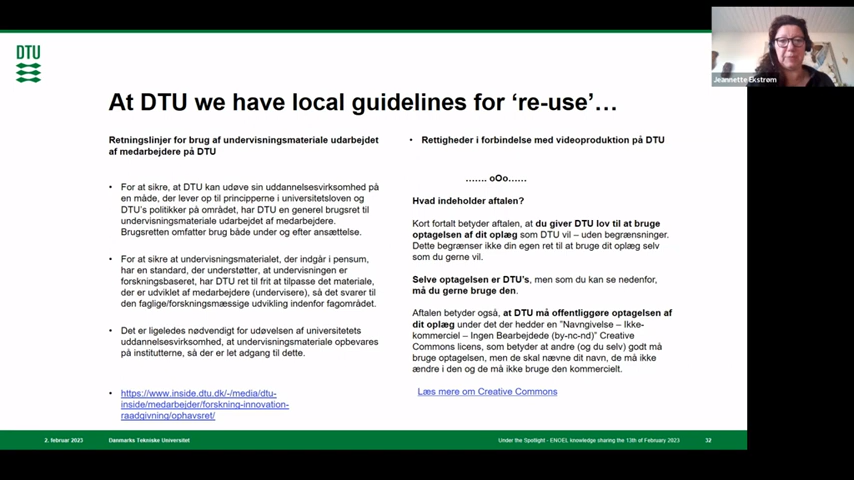 DTU
Jeannette Ekstrøm
At DTU we have local guidelines for ‘re-use’…
Retningslinjer for brug af undervisningsmateriale udarbejdet
af medarbejdere på DTU
• For at sikre, at DTU kan udøve sin uddannelsesvirksomhed på
en måde, der lever op til principperne i universitetsloven og
DTU’s politikker på området, har DTU en generel brugsret til
undervisningsmateriale udarbejdet af medarbejdere.
Brugsretten omfatter brug både under og efter ansættelse.
• For at sikre at undervisningsmaterialet, der indgår i pensum,
har en standard, der understøtter, at undervisningen er
forskningsbaseret, har DTU ret til frit at tilpasse det materiale,
der er udviklet af medarbejdere (undervisere), så det svarer til
den faglige/forskningsmæssige udvikling indenfor fagområdet.
• Det er ligeledes nødvendigt for udøvelsen af universitetets
uddannelsesvirksomhed, at undervisningsmateriale opbevares
på institutterne, så der er let adgang til dette.
• https://www.inside.dtu.dk/-/media/dtu-
inside/medarbejder/forskning-innovation-
raadgivning/ophavsret/
• Rettigheder i forbindelse med videoproduktion på DTU
……. oOo……
Hvad indeholder aftalen?
Kort fortalt betyder aftalen, at du giver DTU lov til at bruge
optagelsen af dit oplæg som DTU vil – uden begrænsninger.
Dette begrænser ikke din egen ret til at bruge dit oplæg selv
som du gerne vil.
Selve optagelsen er DTU’s, men som du kan se nedenfor,
må du gerne bruge den.
Aftalen betyder også, at DTU må offentliggøre optagelsen af
dit oplæg under det der hedder en ”Navngivelse – Ikke-
kommerciel – Ingen Bearbejdede (by-nc-nd)” Creative
Commons licens, som betyder at andre (og du selv) godt må
bruge optagelsen, men de skal nævne dit navn, de må ikke
ændre i den og de må ikke bruge den kommercielt.
Læs mere om Creative Commons
2. februar 2023 Danmarks Tekniske Universitet Under the Spotlight - ENOEL knowledge sharing the 13th of February 2023 32